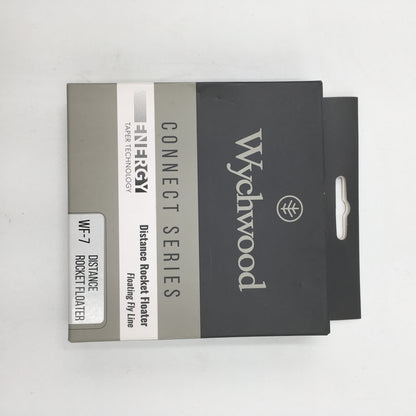 Wychwood
CONNECT SERIES
ENERGY
TAPER TECHNOLOGY
Distance Rocket Floater
Floating Fly Line
WF-7
DISTANCE
ROCKET FLOATER